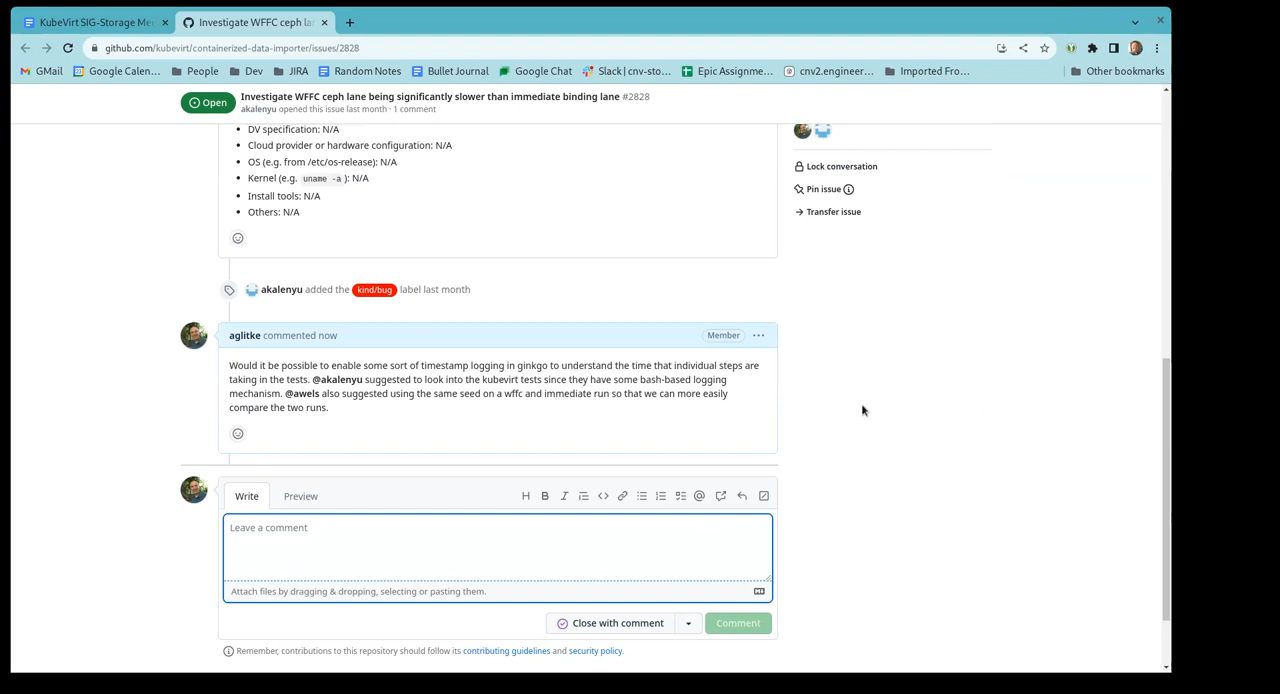 KubeVirt SIG-Storage Me
Investigate WFFC ceph la
github.com/kubevirt/containerized-data-importer/issues/2828
GMail
Google Calen...
People
Dev
JIRA
Random Notes
Bullet Journal
Google Chat
Slack | cnv-sto...
Epic Assignme...
cnv2.engineer...
Imported Fro...
Other bookmarks
Open
Investigate WFFC ceph lane being significantly slower than immediate binding lane #2828
akalenyu opened this issue last month · 1 comment
• DV specification: N/A
• Cloud provider or hardware configuration: N/A
• OS (e.g. from /etc/os-release): N/A
• Kernel (e.g. uname -a ): N/A
• Install tools: N/A
• Others: N/A
Lock conversation
Pin issue
Transfer issue
akalenyu added the kind/bug label last month
aglitke commented now
Member
Would it be possible to enable some sort of timestamp logging in ginkgo to understand the time that individual steps are
taking in the tests. @akalenyu suggested to look into the kubevirt tests since they have some bash-based logging
mechanism. @awels also suggested using the same seed on a wffc and immediate run so that we can more easily
compare the two runs.
Write
Preview
Leave a comment
Attach files by dragging & dropping, selecting or pasting them.
Close with comment
Comment
Remember, contributions to this repository should follow its contributing guidelines and security policy.